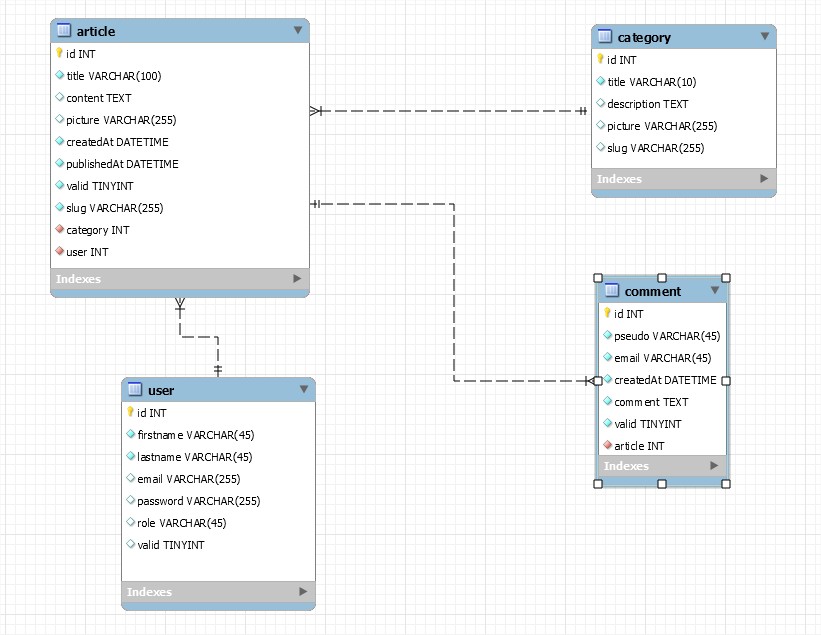 article
id INT
title VARCHAR(100)
content TEXT
picture VARCHAR(255)
createdAt DATETIME
publishedAt DATETIME
valid TINYINT
slug VARCHAR(255)
category INT
user INT
Indexes
category
id INT
title VARCHAR(10)
description TEXT
picture VARCHAR(255)
slug VARCHAR(255)
Indexes
comment
id INT
pseudo VARCHAR(45)
email VARCHAR(45)
createdAt DATETIME
comment TEXT
valid TINYINT
article INT
Indexes
user
id INT
firstname VARCHAR(45)
lastname VARCHAR(45)
email VARCHAR(255)
password VARCHAR(255)
role VARCHAR(45)
valid TINYINT
Indexes